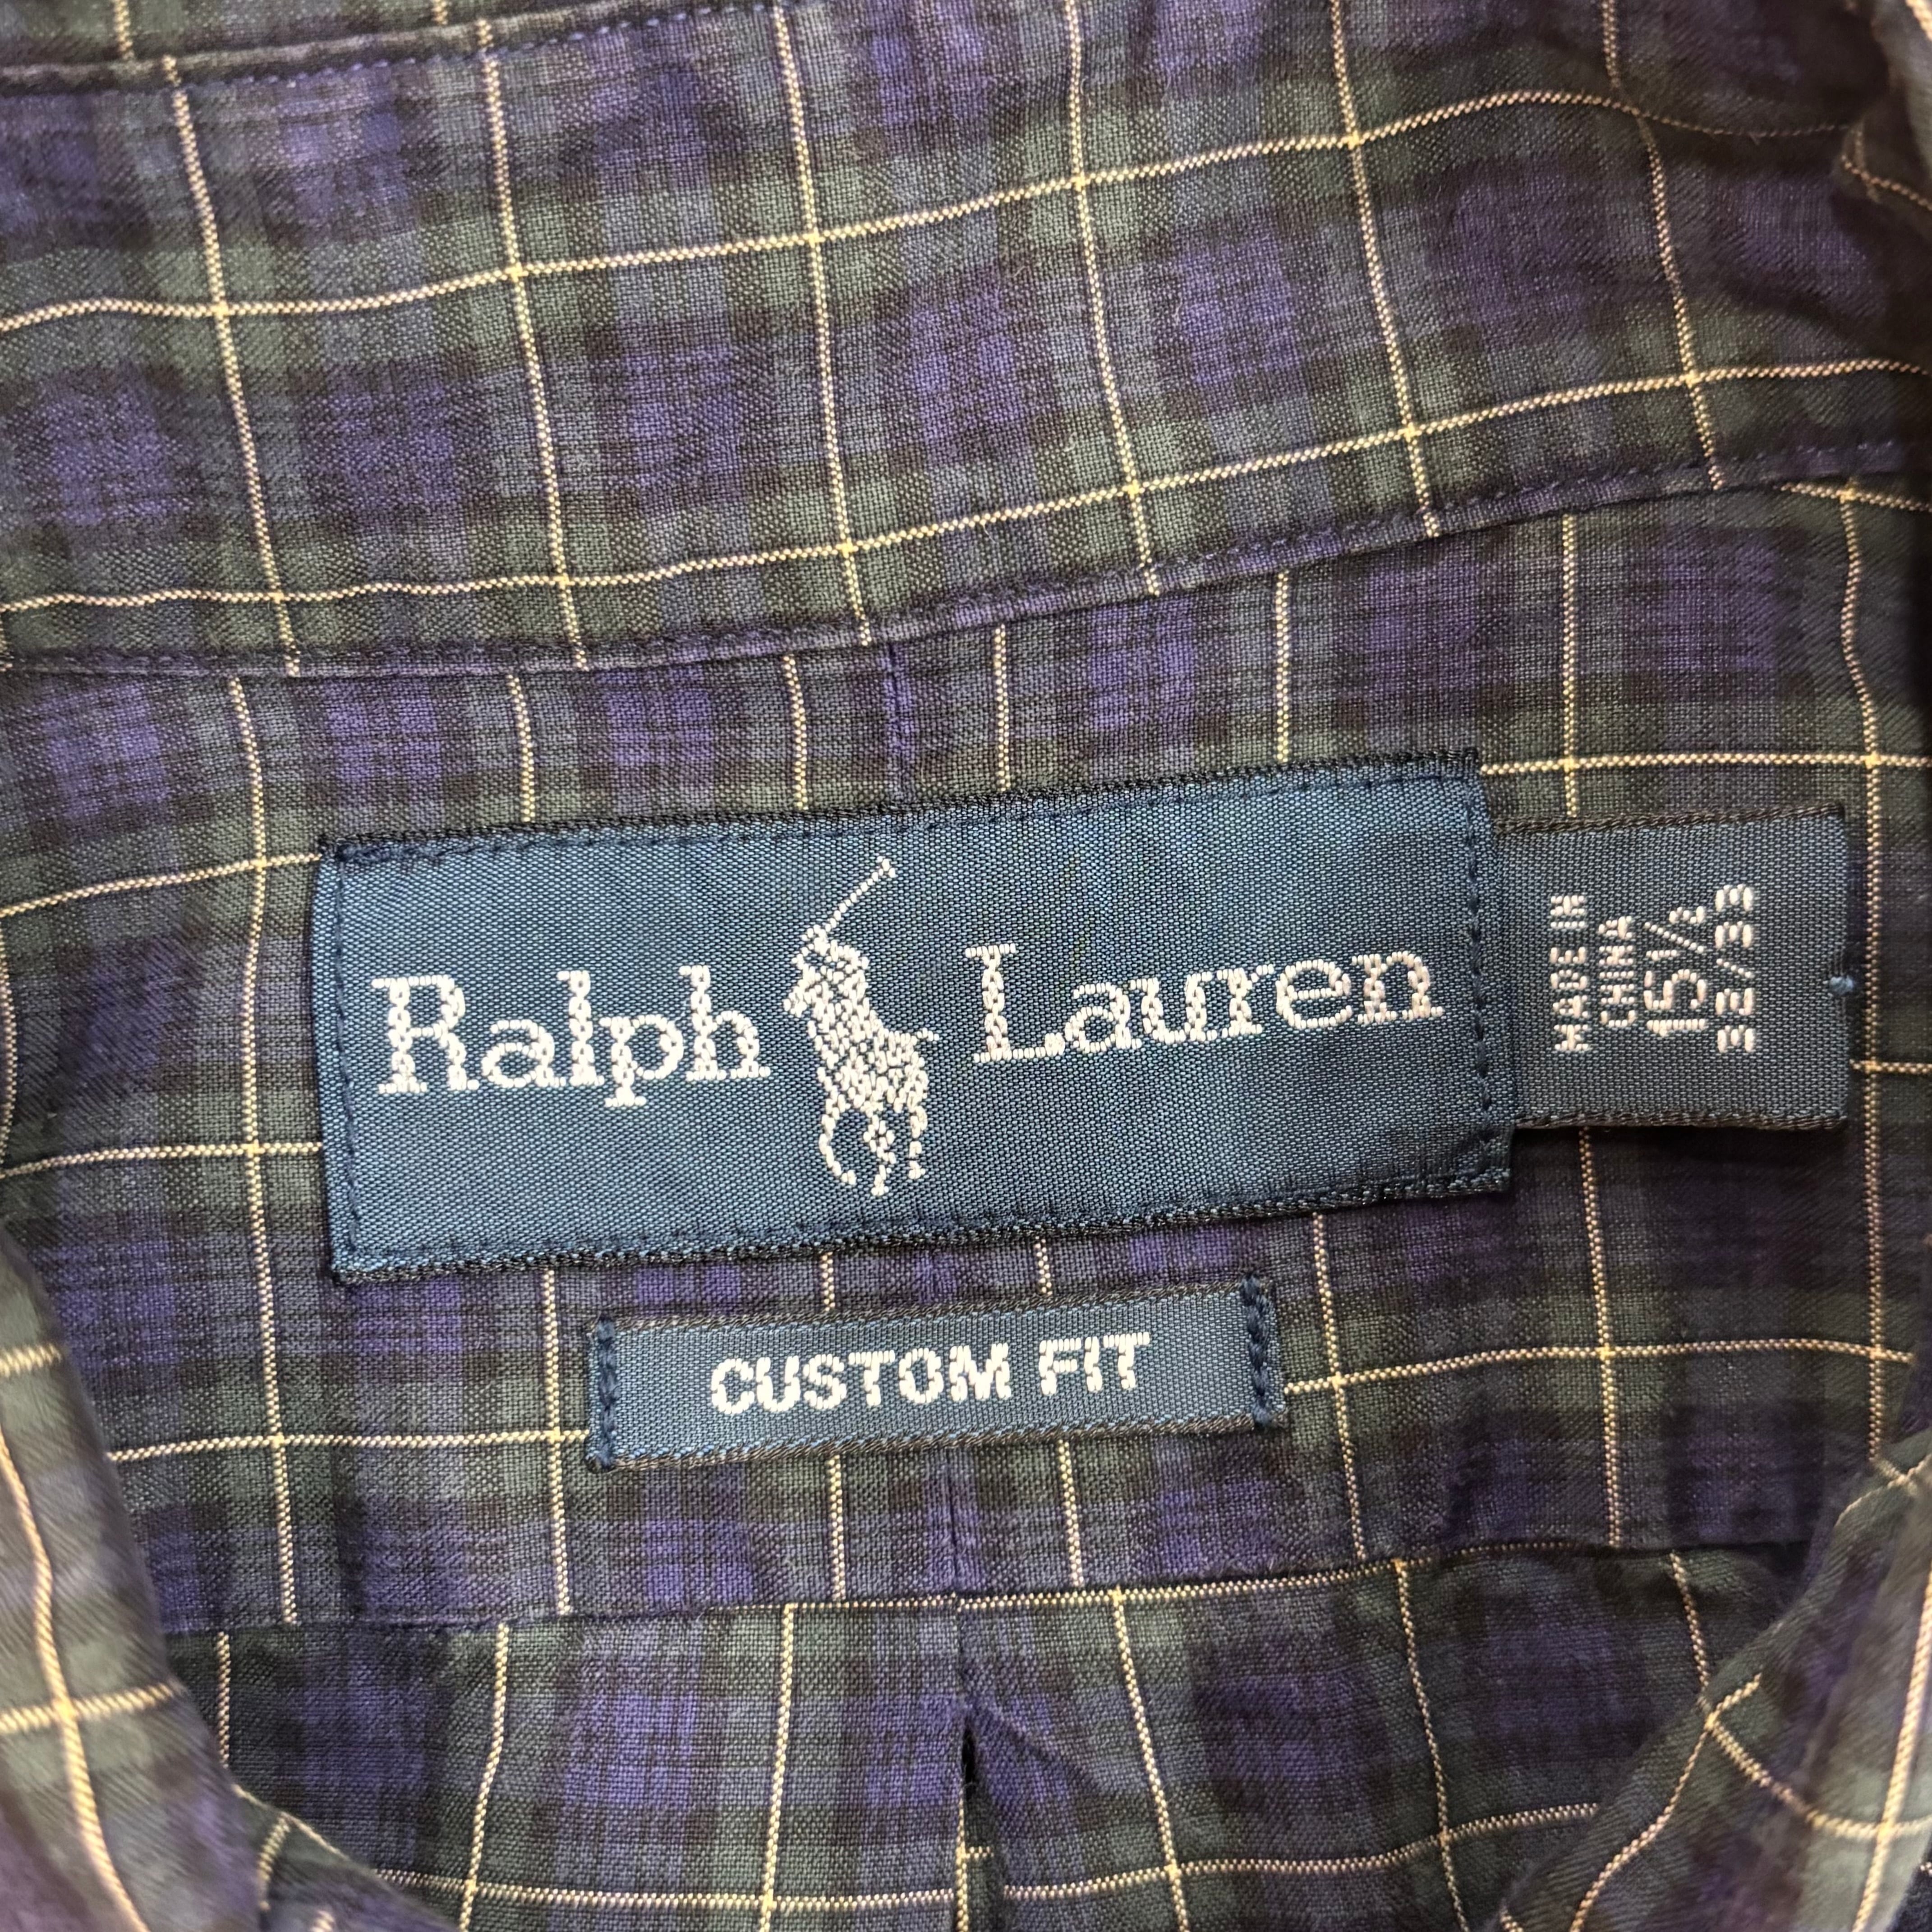 Ralph Lauren
MADE IN
CHINA
15½
32/33
CUSTOM FIT